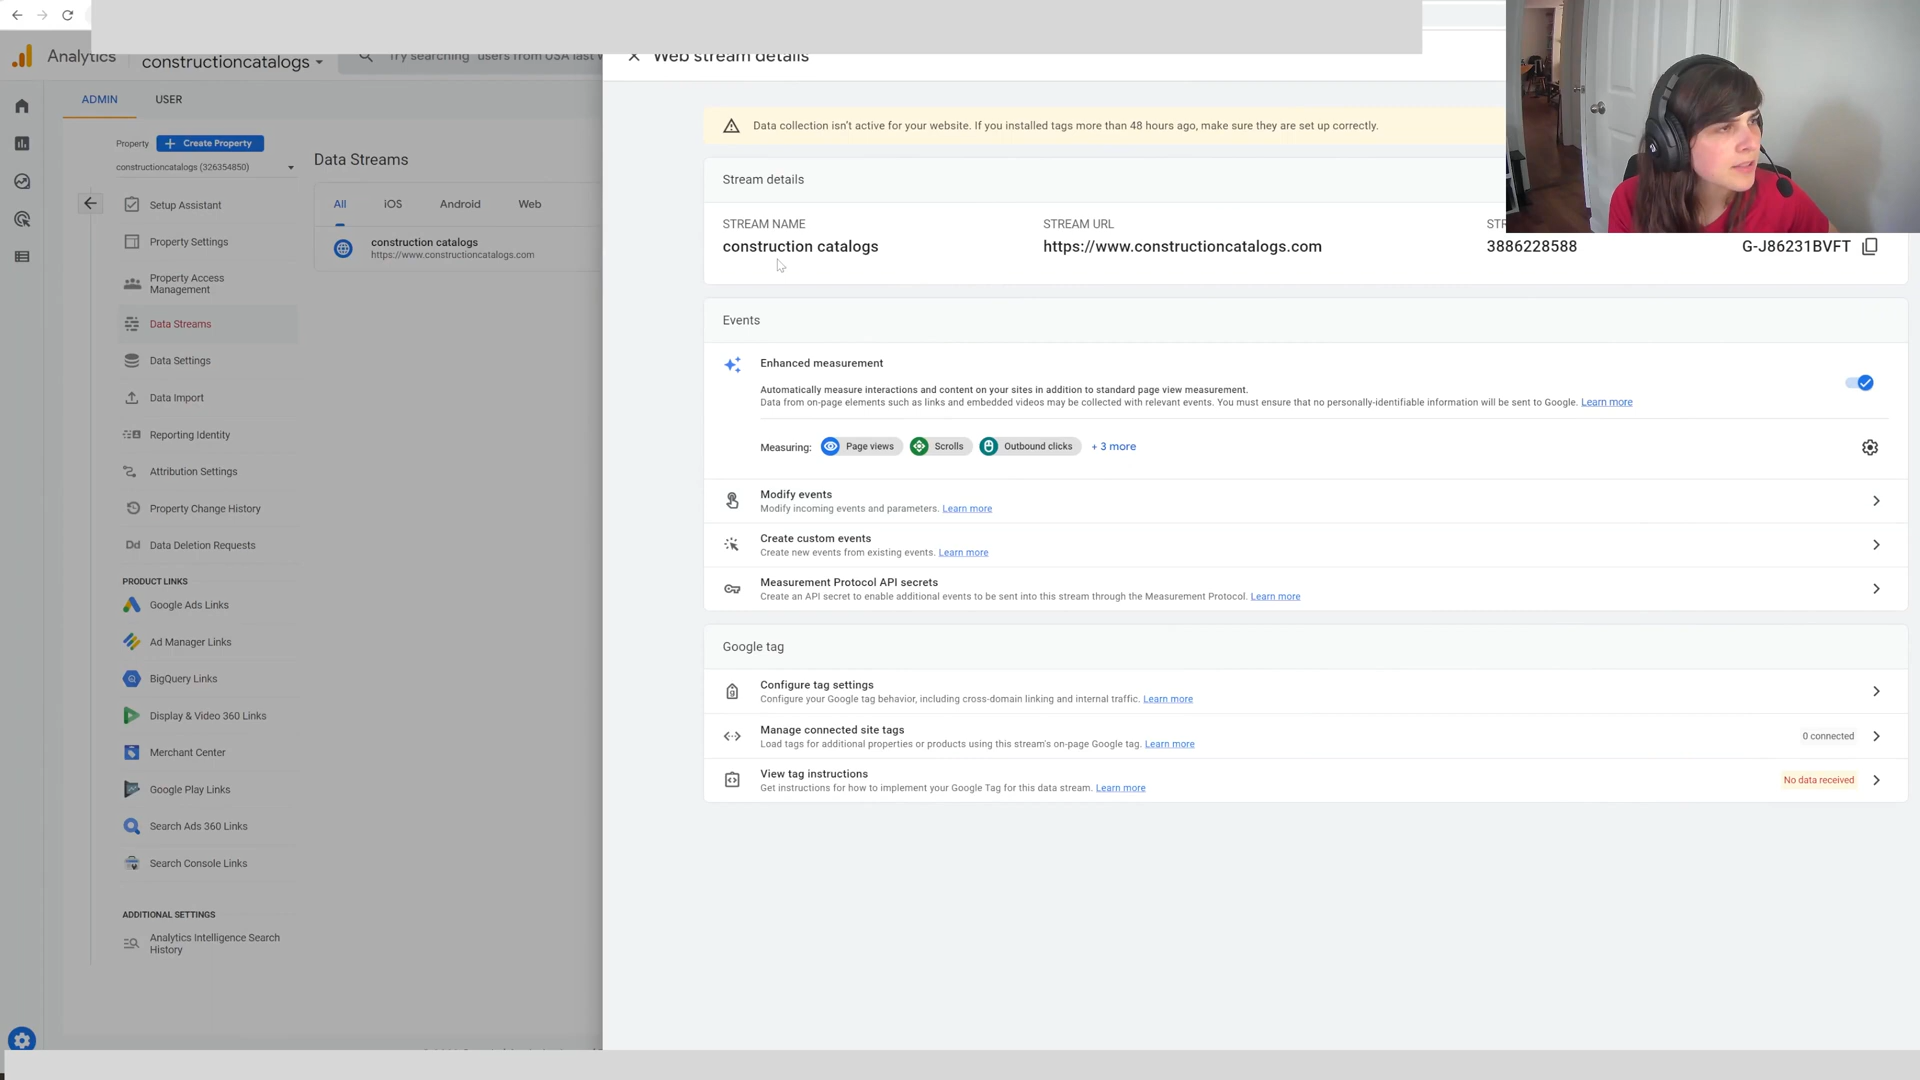 Analytics
constructioncatalogs
Try searching "users from USA last
Web stream details
ADMIN
USER
Property
Create Property
constructioncatalogs (326354850)
Setup Assistant
Property Settings
Property Access
Management
Data Streams
Data Settings
Data Import
Reporting Identity
Attribution Settings
Property Change History
Dd
Data Deletion Requests
PRODUCT LINKS
Google Ads Links
Ad Manager Links
BigQuery Links
Display & Video 360 Links
Merchant Center
Google Play Links
Search Ads 360 Links
Search Console Links
ADDITIONAL SETTINGS
Analytics Intelligence Search
History
Data Streams
All
iOS
Android
Web
construction catalogs
https://www.constructioncatalogs.com
Data collection isn't active for your website. If you installed tags more than 48 hours ago, make sure they are set up correctly.
Stream details
STREAM NAME
construction catalogs
STREAM URL
https://www.constructioncatalogs.com
3886228588
G-J86231BVFT
Events
Enhanced measurement
Automatically measure interactions and content on your sites in addition to standard page view measurement.
Data from on-page elements such as links and embedded videos may be collected with relevant events. You must ensure that no personally-identifiable information will be sent to Google. Learn more
Measuring:
Page views
Scrolls
Outbound clicks
+ 3 more
Modify events
Modify incoming events and parameters. Learn more
Create custom events
Create new events from existing events. Learn more
Measurement Protocol API secrets
Create an API secret to enable additional events to be sent into this stream through the Measurement Protocol. Learn more
Google tag
Configure tag settings
Configure your Google tag behavior, including cross-domain linking and internal traffic. Learn more
Manage connected site tags
Load tags for additional properties or products using this stream's on-page Google tag. Learn more
0 connected
View tag instructions
Get instructions for how to implement your Google Tag for this data stream. Learn more
No data received